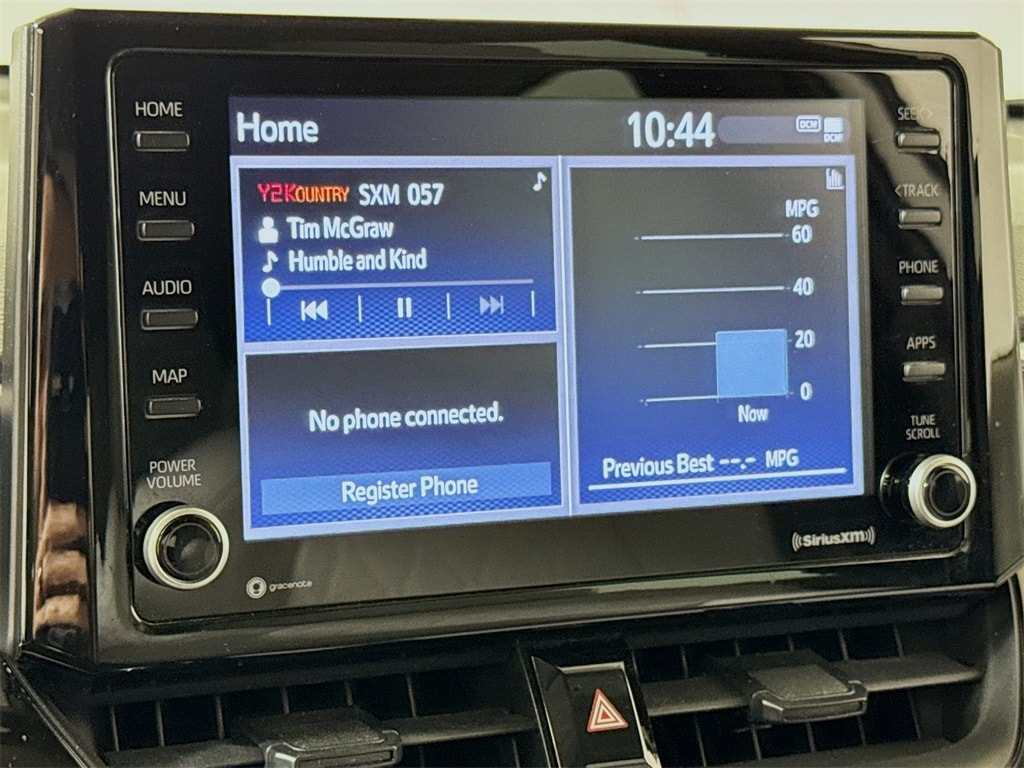 HOME
MENU
AUDIO
MAP
POWER
VOLUME
Home
10:44
DCM
DCM
Y2KOUNTRY SXM 057
Tim McGraw
Humble and Kind
No phone connected.
Register Phone
MPG
60
40
20
0
Now
Previous Best --.- MPG
SEEK>
<TRACK
PHONE
APPS
TUNE
SCROLL
gracenote
SiriusXM